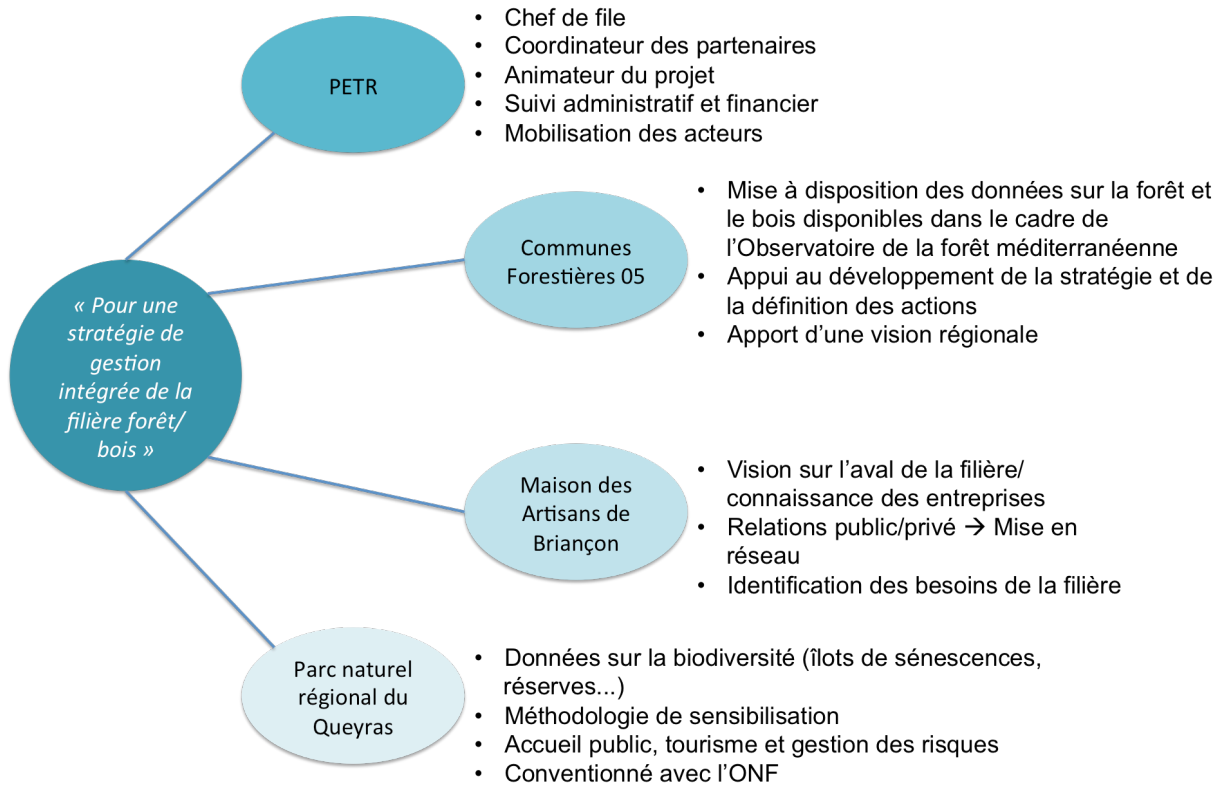 PETR
• Chef de file
• Coordinateur des partenaires
• Animateur du projet
• Suivi administratif et financier
• Mobilisation des acteurs
Communes
Forestières 05
• Mise à disposition des données sur la forêt et
le bois disponibles dans le cadre de
l’Observatoire de la forêt méditerranéenne
• Appui au développement de la stratégie et de
la définition des actions
• Apport d’une vision régionale
« Pour une
stratégie de
gestion
intégrée de la
filière forêt/
bois »
Maison des
Artisans de
Briançon
• Vision sur l’aval de la filière/
connaissance des entreprises
• Relations public/privé → Mise en
réseau
• Identification des besoins de la filière
Parc naturel
régional du
Queyras
• Données sur la biodiversité (îlots de sénescences,
réserves...)
• Méthodologie de sensibilisation
• Accueil public, tourisme et gestion des risques
• Conventionné avec l’ONF